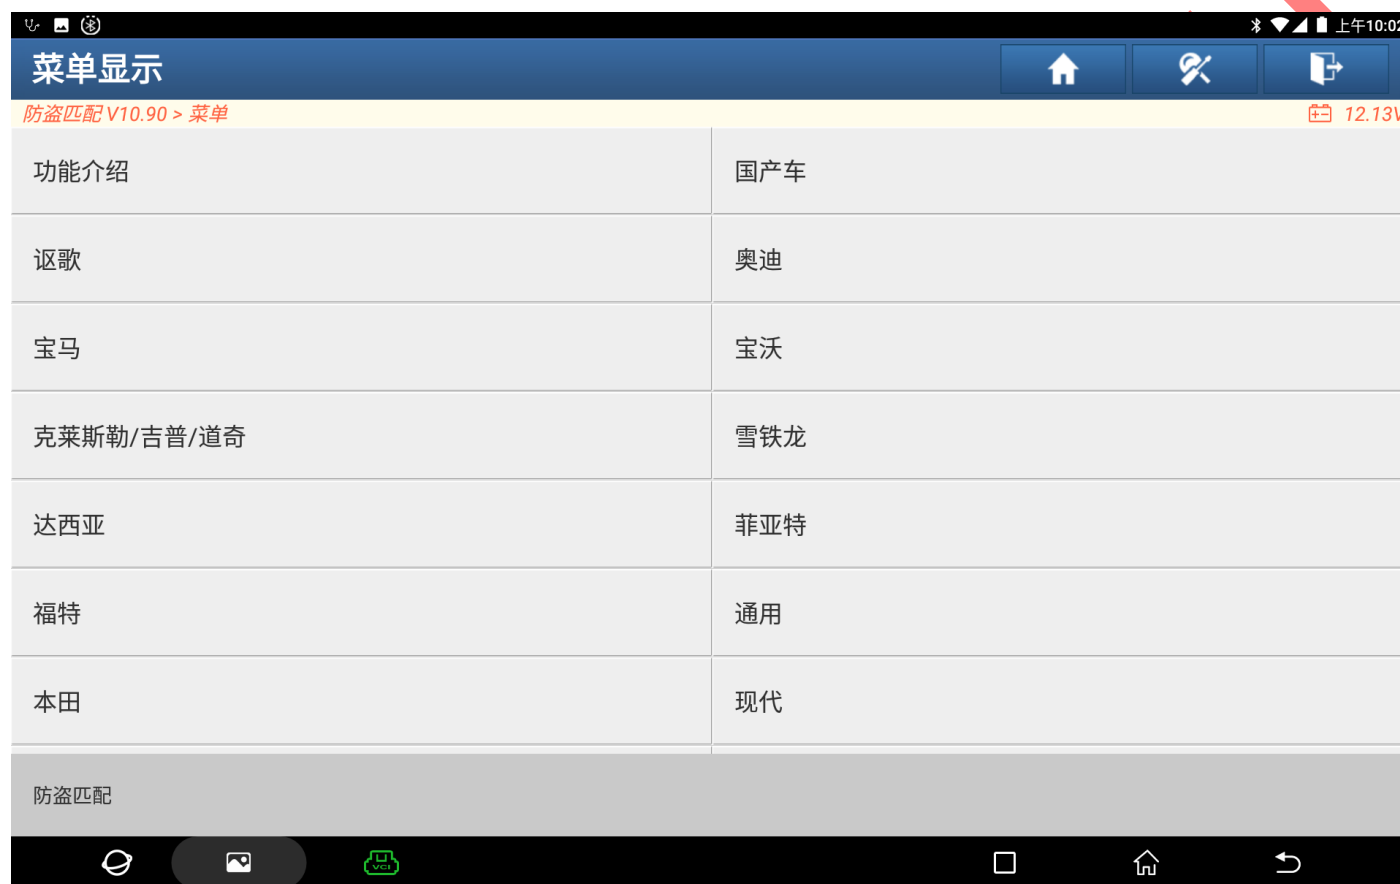 上午10:02
菜单显示
防盗匹配 V10.90 > 菜单
12.13V
功能介绍
国产车
讴歌
奥迪
宝马
宝沃
克莱斯勒/吉普/道奇
雪铁龙
达西亚
菲亚特
福特
通用
本田
现代
防盗匹配
VCI